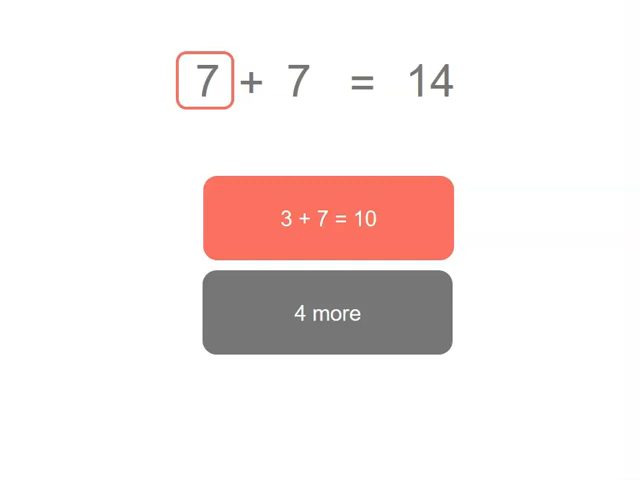 7 + 7 = 14
3 + 7 = 10
4 more